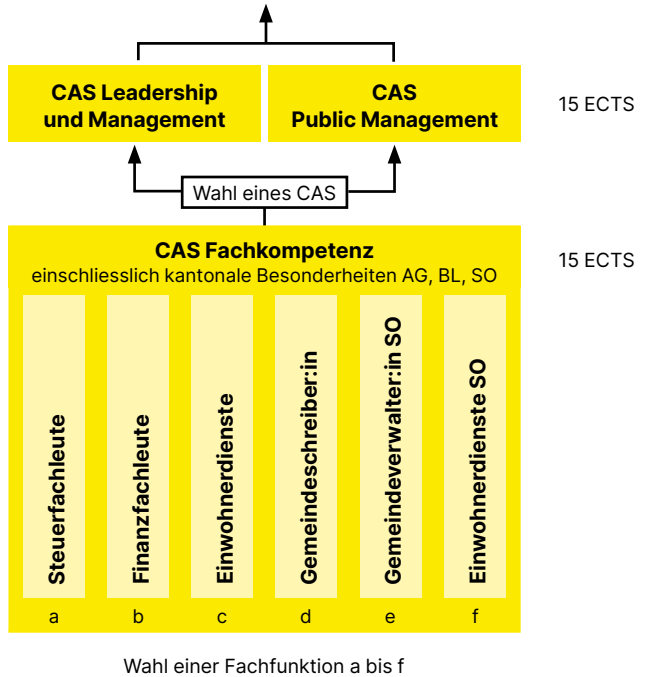 CAS Leadership
und Management
CAS
Public Management
15 ECTS
Wahl eines CAS
CAS Fachkompetenz
einschliesslich kantonale Besonderheiten AG, BL, SO
15 ECTS
Steuerfachleute
Finanzfachleute
Einwohnerdienste
Gemeindeschreiber:in
Gemeindeverwalter:in SO
Einwohnerdienste SO
a
b
c
d
e
f
Wahl einer Fachfunktion a bis f